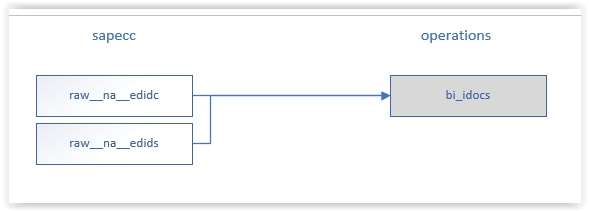 sapecc
operations
raw__na__edidc
bi_idocs
raw__na__edids